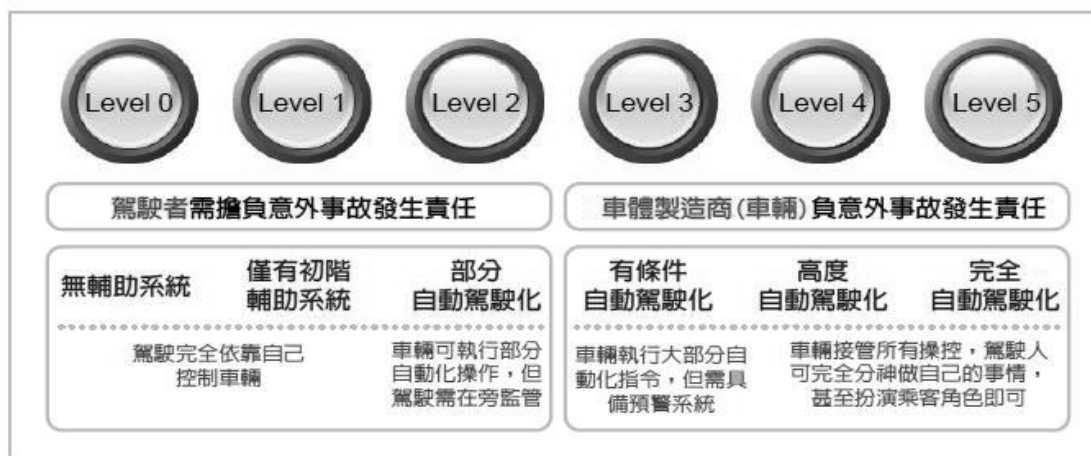 Level 0
Level 1
Level 2
Level 3
Level 4
Level 5
駕駛者需擔負意外事故發生責任
車體製造商(車輛)負意外事故發生責任
無輔助系統
僅有初階
輔助系統
部分
自動駕駛化
有條件
自動駕駛化
高度
自動駕駛化
完全
自動駕駛化
駕駛完全依靠自己
控制車輛
車輛可執行部分
自動化操作，但
駕駛需在旁監管
車輛執行大部分自
動化指令，但需具
備預警系統
車輛接管所有操控，駕駛人
可完全分神做自己的事情，
甚至扮演乘客角色即可